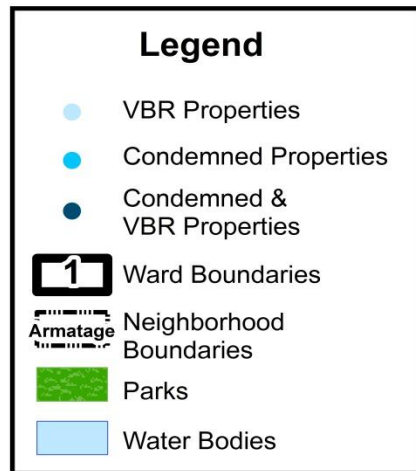 Legend
VBR Properties
Condemned Properties
Condemned &
VBR Properties
1 Ward Boundaries
Armatage Neighborhood
Boundaries
Parks
Water Bodies